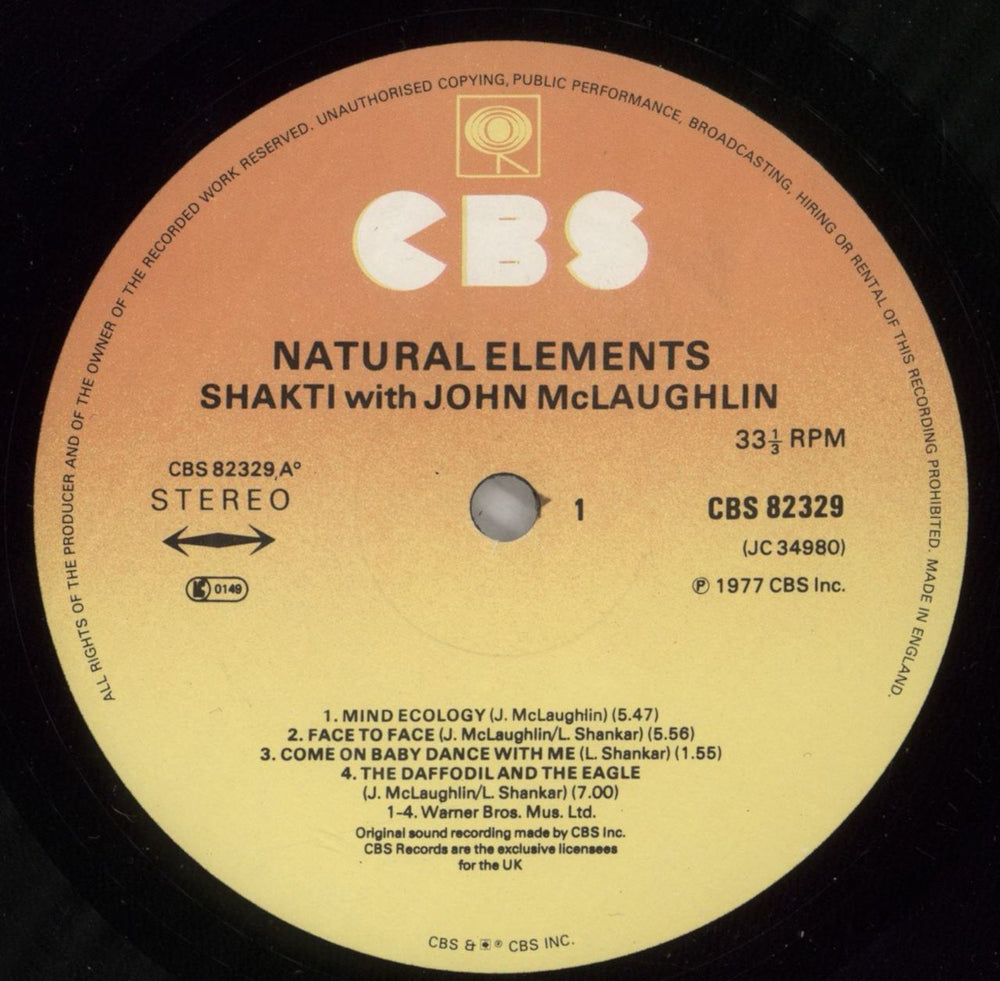 ALL RIGHTS OF THE PRODUCER AND OF THE OWNER OF THE RECORDED WORK RESERVED. UNAUTHORISED COPYING, PUBLIC PERFORMANCE, BROADCASTING, HIRING OR RENTAL OF THIS RECORDING PROHIBITED. MADE IN ENGLAND.
CBS
NATURAL ELEMENTS
SHAKTI with JOHN McLAUGHLIN
33⅓ RPM
CBS 82329,A°
STEREO
1
CBS 82329
(JC 34980)
0149
℗ 1977 CBS Inc.
1. MIND ECOLOGY (J. McLaughlin) (5.47)
2. FACE TO FACE (J. McLaughlin/L. Shankar) (5.56)
3. COME ON BABY DANCE WITH ME (L. Shankar) (1.55)
4. THE DAFFODIL AND THE EAGLE
(J. McLaughlin/L. Shankar) (7.00)
1-4. Warner Bros. Mus. Ltd.
Original sound recording made by CBS Inc.
CBS Records are the exclusive licensees
for the UK
CBS & ® CBS INC.